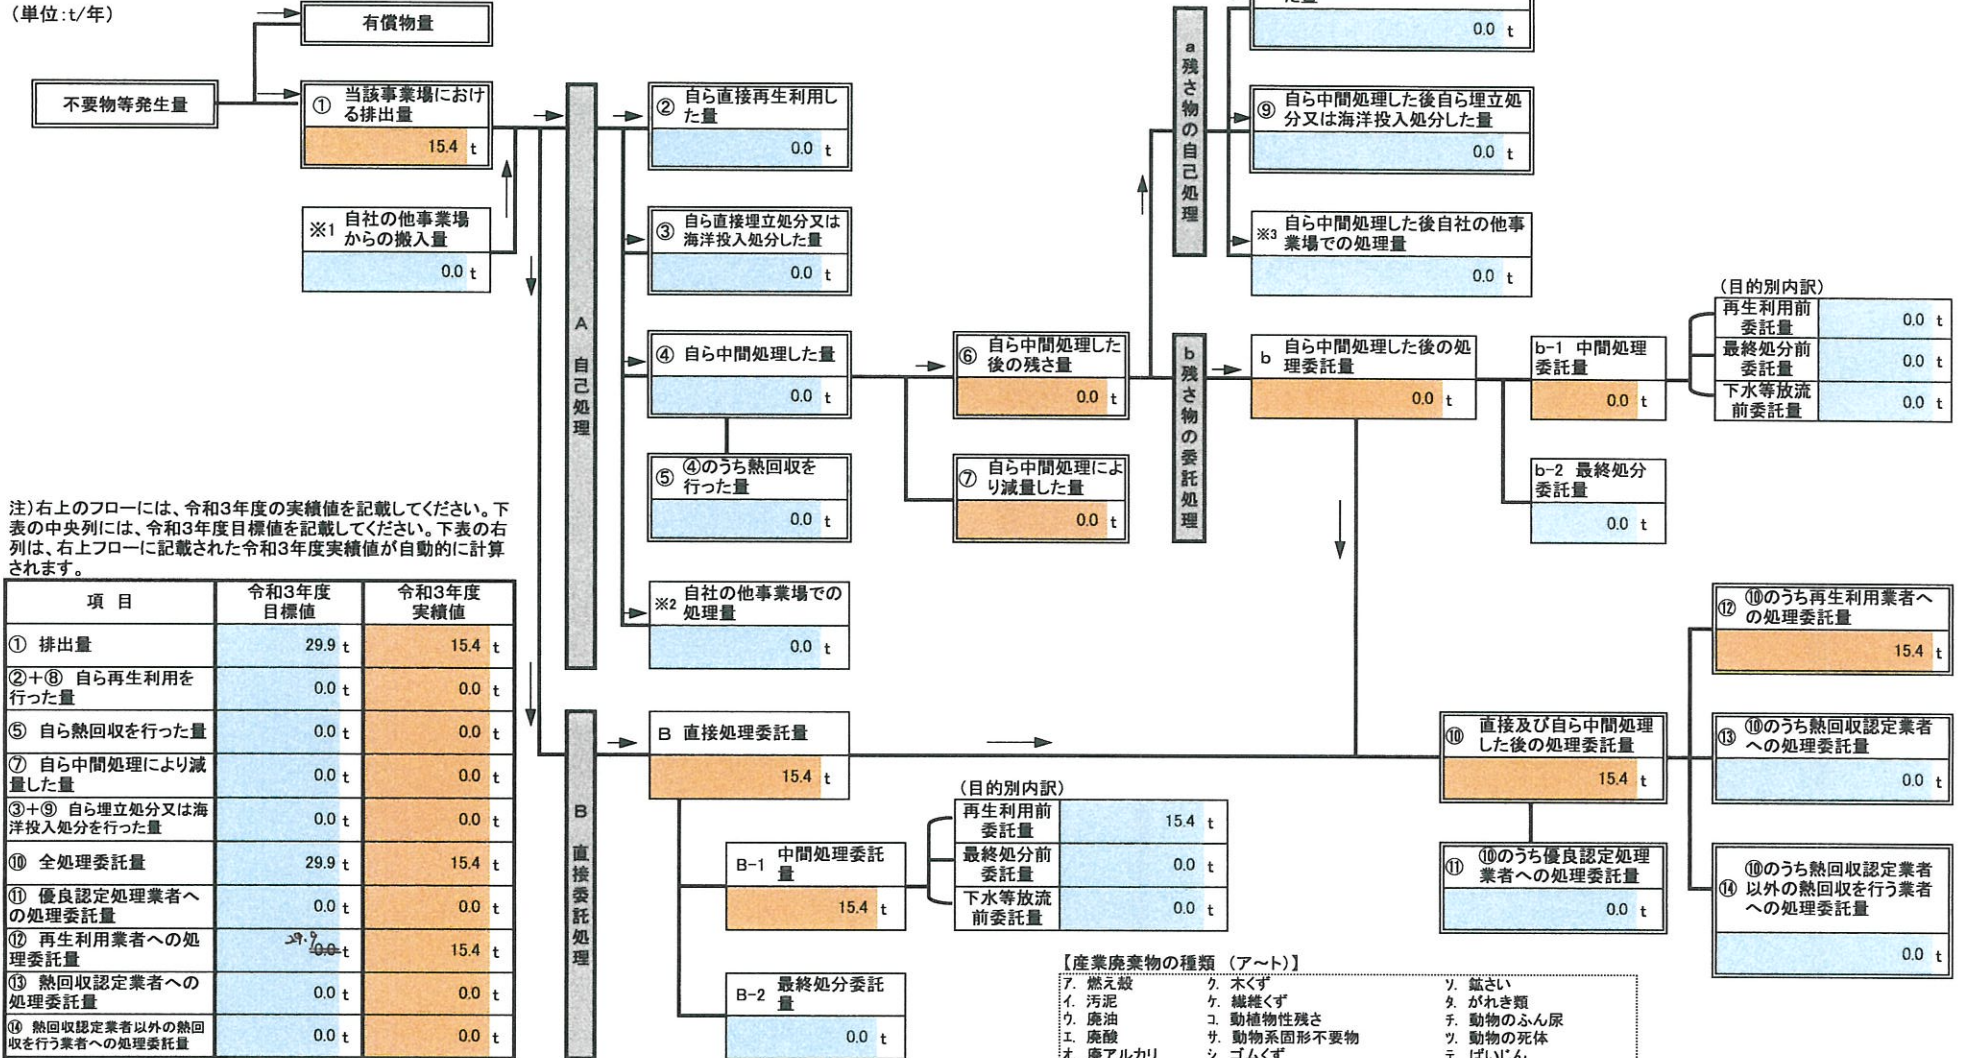 (単位:t/年)
有償物量
不要物等発生量
① 当該事業場におけ
る排出量
15.4 t
※1 自社の他事業場
からの搬入量
0.0 t
A 自己処理
② 自ら直接再生利用し
た量
0.0 t
③ 自ら直接埋立処分又は
海洋投入処分した量
0.0 t
④ 自ら中間処理した量
0.0 t
⑤ ④のうち熱回収を
行った量
0.0 t
※2 自社の他事業場での
処理量
0.0 t
⑥ 自ら中間処理した
後の残さ量
0.0 t
⑦ 自ら中間処理によ
り減量した量
0.0 t
a 残さ物の自己処理
0.0 t
⑨ 自ら中間処理した後自ら埋立処
分又は海洋投入処分した量
0.0 t
※3 自ら中間処理した後自社の他事
業場での処理量
0.0 t
b 残さ物の委託処理
b 自ら中間処理した後の処
理委託量
0.0 t
b-1 中間処理
委託量
0.0 t
b-2 最終処分
委託量
0.0 t
(目的別内訳)
再生利用前
委託量
0.0 t
最終処分前
委託量
0.0 t
下水等放流
前委託量
0.0 t
注)右上のフローには、令和3年度の実績値を記載してください。下
表の中央列には、令和3年度目標値を記載してください。下表の右
列は、右上フローに記載された令和3年度実績値が自動的に計算
されます。
項 目 令和3年度 令和3年度
目標値 実績値
① 排出量 29.9 t 15.4 t
②+⑧ 自ら再生利用を
行った量 0.0 t 0.0 t
⑤ 自ら熱回収を行った量 0.0 t 0.0 t
⑦ 自ら中間処理により減
量した量 0.0 t 0.0 t
③+⑨ 自ら埋立処分又は海
洋投入処分を行った量 0.0 t 0.0 t
⑩ 全処理委託量 29.9 t 15.4 t
⑪ 優良認定処理業者へ
の処理委託量 0.0 t 0.0 t
⑫ 再生利用業者への処
理委託量 29.9 0.0 t 15.4 t
⑬ 熱回収認定業者への
処理委託量 0.0 t 0.0 t
⑭ 熱回収認定業者以外の熱回
収を行う業者への処理委託量 0.0 t 0.0 t
B 直接委託処理
B 直接処理委託量
15.4 t
B-1 中間処理委託
量
15.4 t
B-2 最終処分委託
量
0.0 t
(目的別内訳)
再生利用前
委託量
15.4 t
最終処分前
委託量
0.0 t
下水等放流
前委託量
0.0 t
⑩ 直接及び自ら中間処理
した後の処理委託量
15.4 t
⑪ ⑩のうち優良認定処理
業者への処理委託量
0.0 t
⑫ ⑩のうち再生利用業者へ
の処理委託量
15.4 t
⑬ ⑩のうち熱回収認定業者
への処理委託量
0.0 t
⑭ ⑩のうち熱回収認定業者
以外の熱回収を行う業者
への処理委託量
0.0 t
【産業廃棄物の種類 (ア~ト)】
ア. 燃え殻 ク. 木くず ソ. 鉱さい
イ. 汚泥 ケ. 繊維くず タ. がれき類
ウ. 廃油 コ. 動植物性残さ チ. 動物のふん尿
エ. 廃酸 サ. 動物系固形不要物 ツ. 動物の死体
オ. 廃アルカリ シ. ゴムくず テ. ばいじん